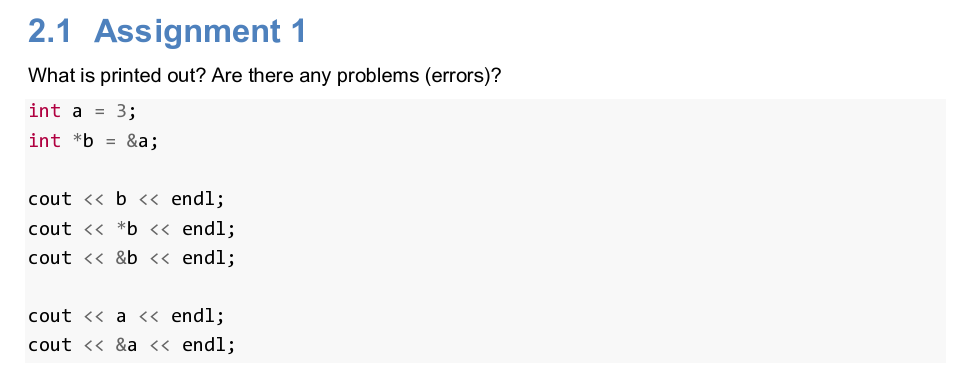 2.1 Assignment 1
What is printed out? Are there any problems (errors)?
int a = 3;
int *b = &a;
cout << b << endl;
cout << *b << endl;
cout << &b << endl;
cout << a << endl;
cout << &a << endl;